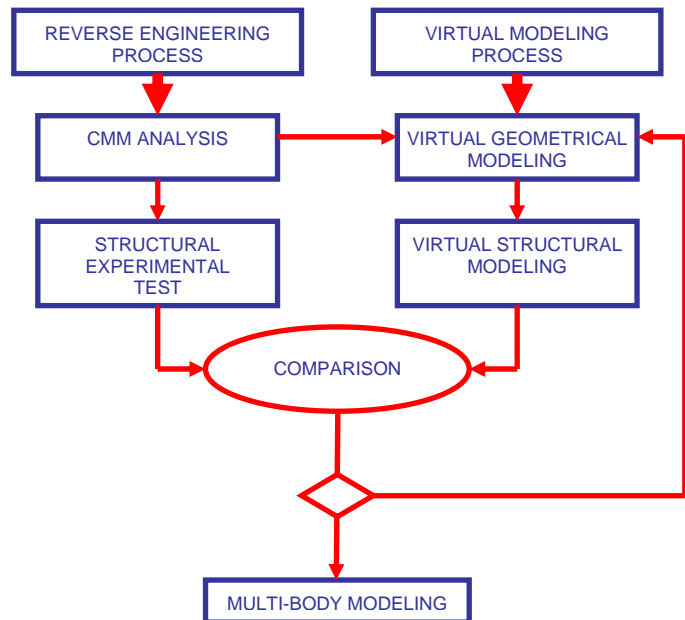 REVERSE ENGINEERING
PROCESS
VIRTUAL MODELING
PROCESS
CMM ANALYSIS
VIRTUAL GEOMETRICAL
MODELING
STRUCTURAL
EXPERIMENTAL
TEST
VIRTUAL STRUCTURAL
MODELING
COMPARISON
MULTI-BODY MODELING